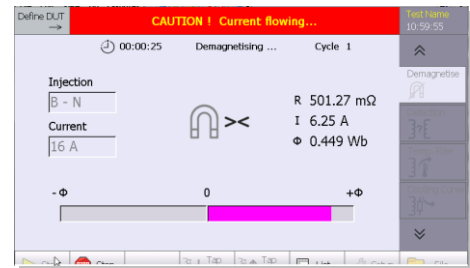 Define DUT
CAUTION ! Current flowing...
Test Name
10:59:55
00:00:25 Demagnetising ... Cycle 1
Demagnetise
Injection
B - N
R 501.27 mΩ
Current
I 6.25 A
16 A
Φ 0.449 Wb
- Φ 0 +Φ
Stop
Tap Tap